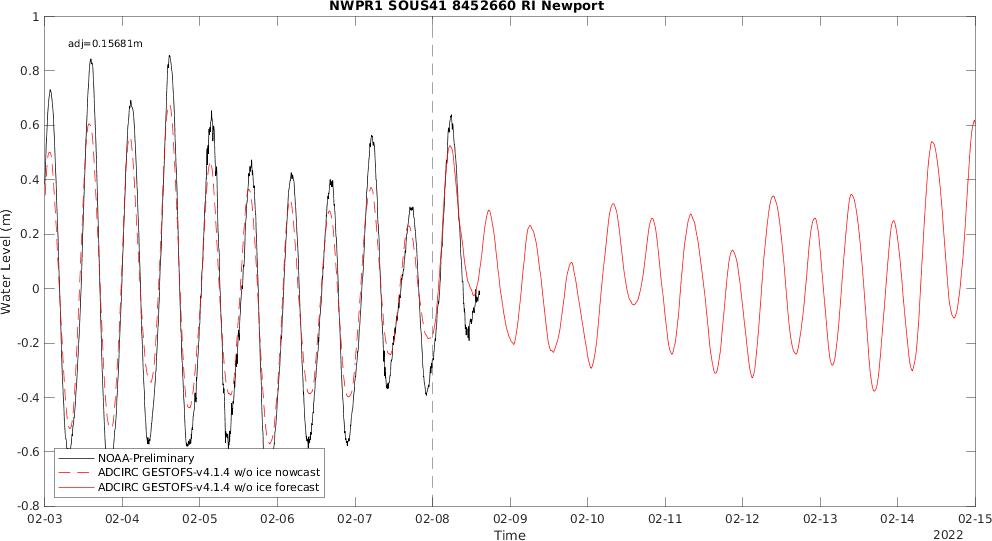 NWPR1 SOUS41 8452660 RI Newport
1
adj=0.15681m
0.8
0.6
0.4
0.2
0
-0.2
-0.4
-0.6
-0.8
Water Level (m)
NOAA-Preliminary
ADCIRC GESTOFS-v4.1.4 w/o ice nowcast
ADCIRC GESTOFS-v4.1.4 w/o ice forecast
02-03 02-04 02-05 02-06 02-07 02-08 02-09 02-10 02-11 02-12 02-13 02-14 02-15
Time
2022